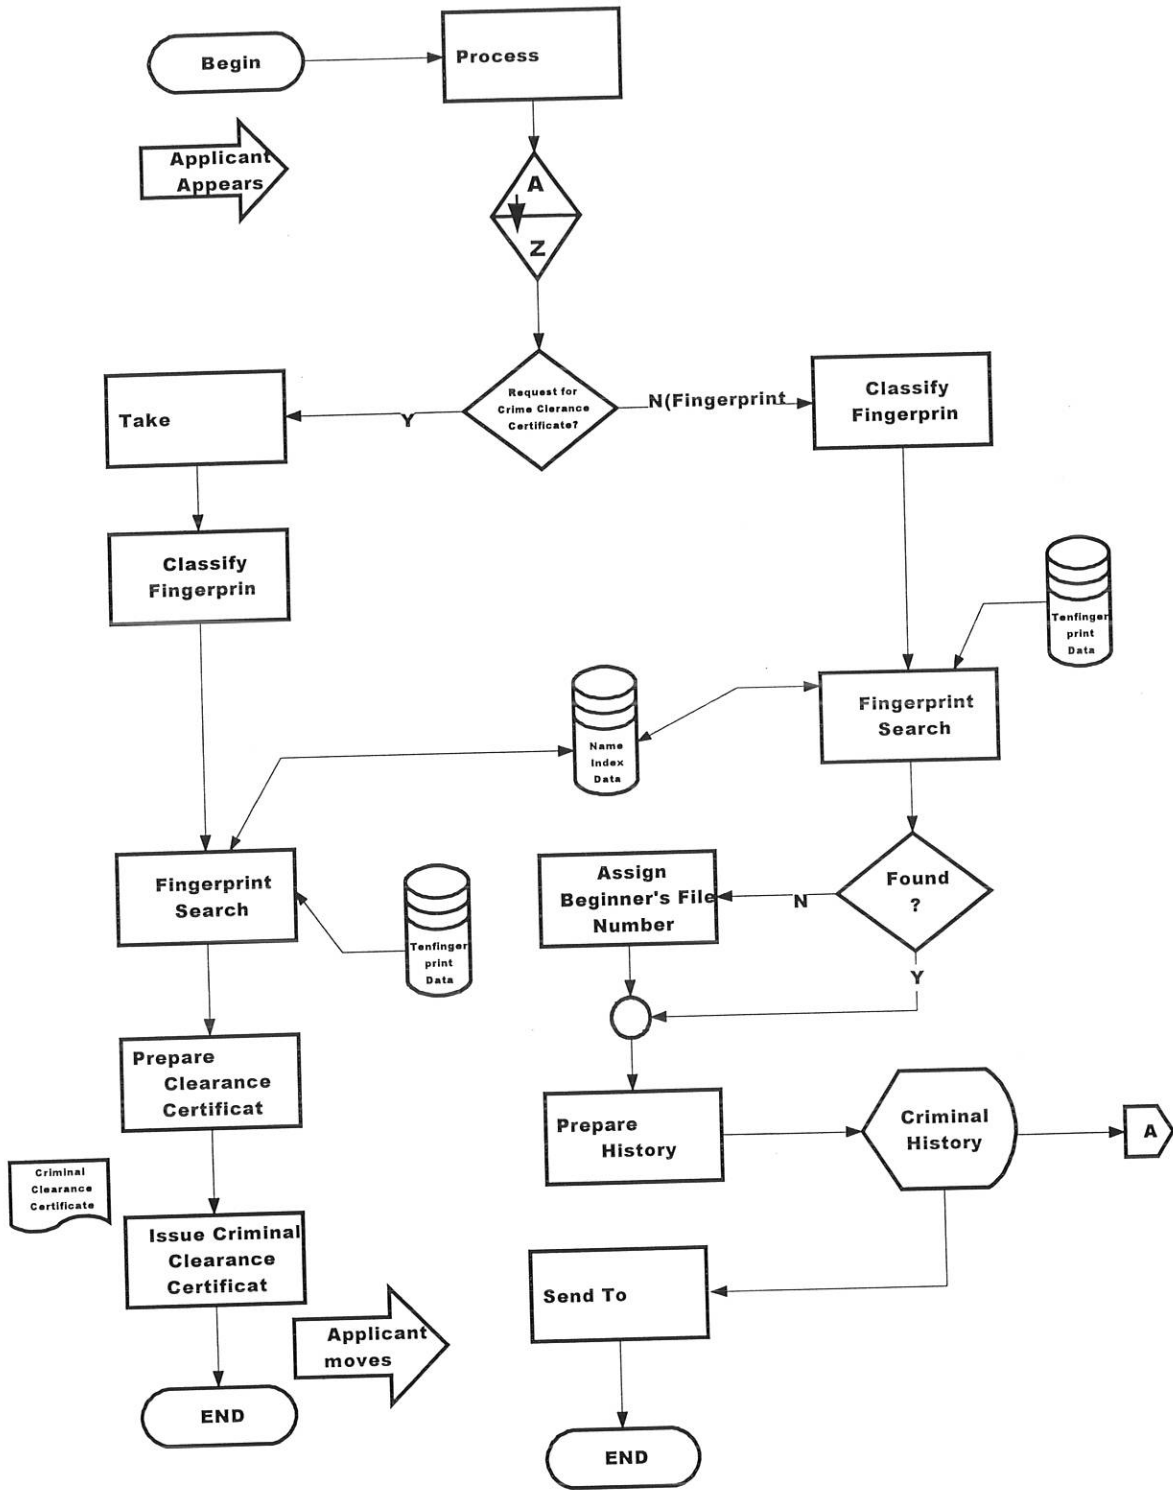 Begin
Process
Applicant
Appears
A
Z
Request for
Crime Clerance
Certificate?
Y
N(Fingerprint
Take
Classify
Fingerprin
Classify
Fingerprin
Tenfinger
print
Data
Name
Index
Data
Fingerprint
Search
Fingerprint
Search
Tenfinger
print
Data
Assign
Beginner's File
Number
N
Found
?
Y
Prepare
Clearance
Certificat
Prepare
History
Criminal
History
A
Criminal
Clearance
Certificate
Issue Criminal
Clearance
Certificat
Send To
Applicant
moves
END
END